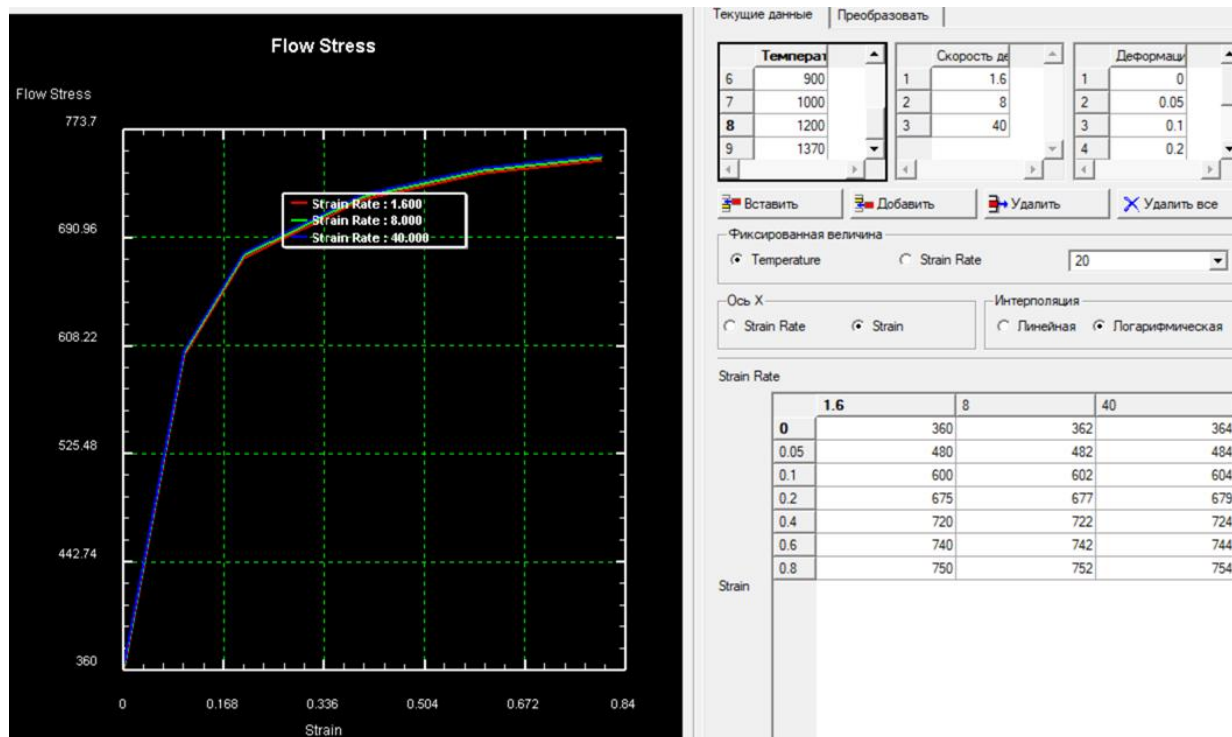 Flow Stress
Flow Stress
773.7
690.96
608.22
525.48
442.74
360
0 0.168 0.336 0.504 0.672 0.84
Strain
Strain Rate : 1.600
Strain Rate : 8.000
Strain Rate : 40.000
Текущие данные Преобразовать
Температ
6 900
7 1000
8 1200
9 1370
Скорость де
1 1.6
2 8
3 40
Деформаци
1 0
2 0.05
3 0.1
4 0.2
Вставить Добавить Удалить Удалить все
Фиксированная величина
Temperature Strain Rate 20
Ось X
Strain Rate Strain
Интерполяция
Линейная Логарифмическая
Strain Rate
1.6 8 40
0 360 362 364
0.05 480 482 484
0.1 600 602 604
0.2 675 677 679
0.4 720 722 724
0.6 740 742 744
0.8 750 752 754
Strain